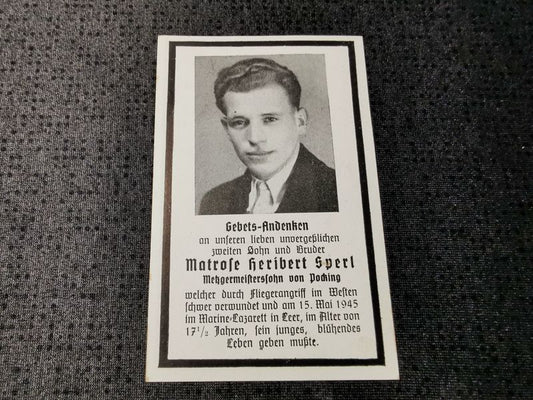 Gebets-Andenken
an unseren lieben unvergeßlichen
zweiten Sohn und Bruder
Matrose Heribert Sperl
Metzgermeisterssohn von Pocking
welcher durch Fliegerangriff im Westen
schwer verwundet und am 15. Mai 1945
im Marine-Lazarett in Leer, im Alter von
17½ Jahren, sein junges, blühendes
Leben geben mußte.